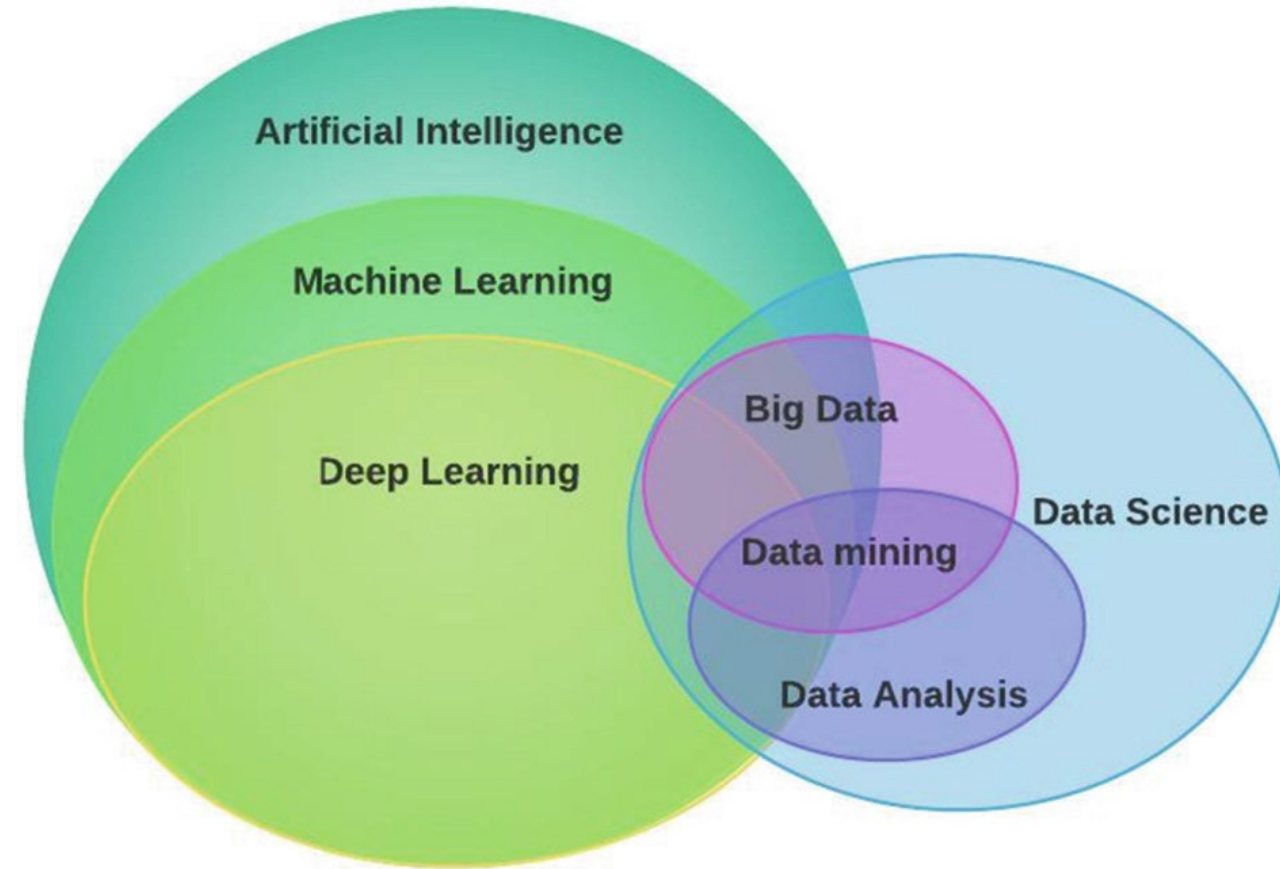 Artificial Intelligence
Machine Learning
Big Data
Deep Learning
Data Science
Data mining
Data Analysis